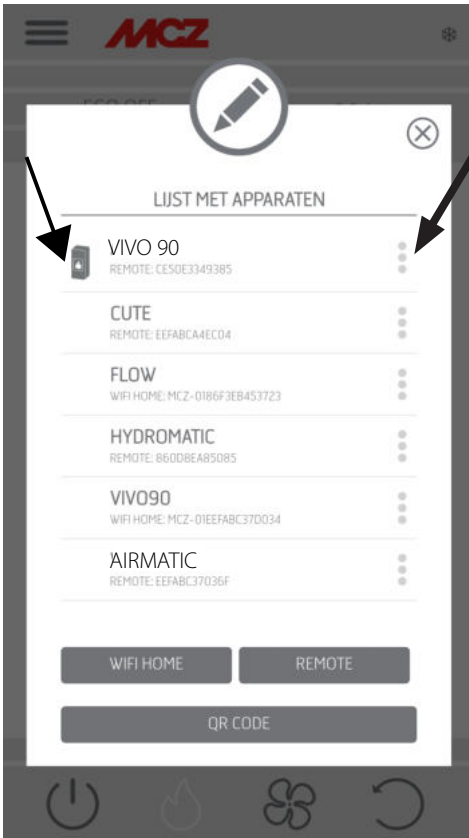 MCZ
LIJST MET APPARATEN
VIVO 90
REMOTE: CE50E3349385
CUTE
REMOTE: EEFABCA4EC04
FLOW
WIFI HOME: MCZ-0186F3EB453723
HYDROMATIC
REMOTE: 860D8EA85085
VIVO90
WIFI HOME: MCZ-01EEFABC37D034
AIRMATIC
REMOTE: EEFABC37036F
WIFI HOME
REMOTE
QR CODE